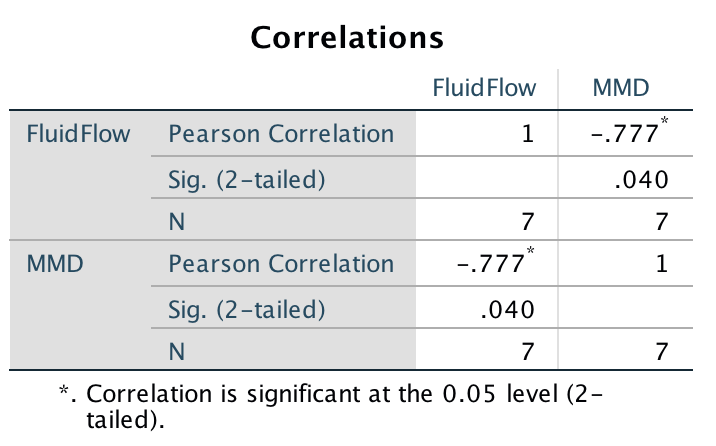 Correlations
FluidFlow MMD
FluidFlow Pearson Correlation 1 -.777*
Sig. (2-tailed) .040
N 7 7
MMD Pearson Correlation -.777* 1
Sig. (2-tailed) .040
N 7 7
*. Correlation is significant at the 0.05 level (2-
tailed).